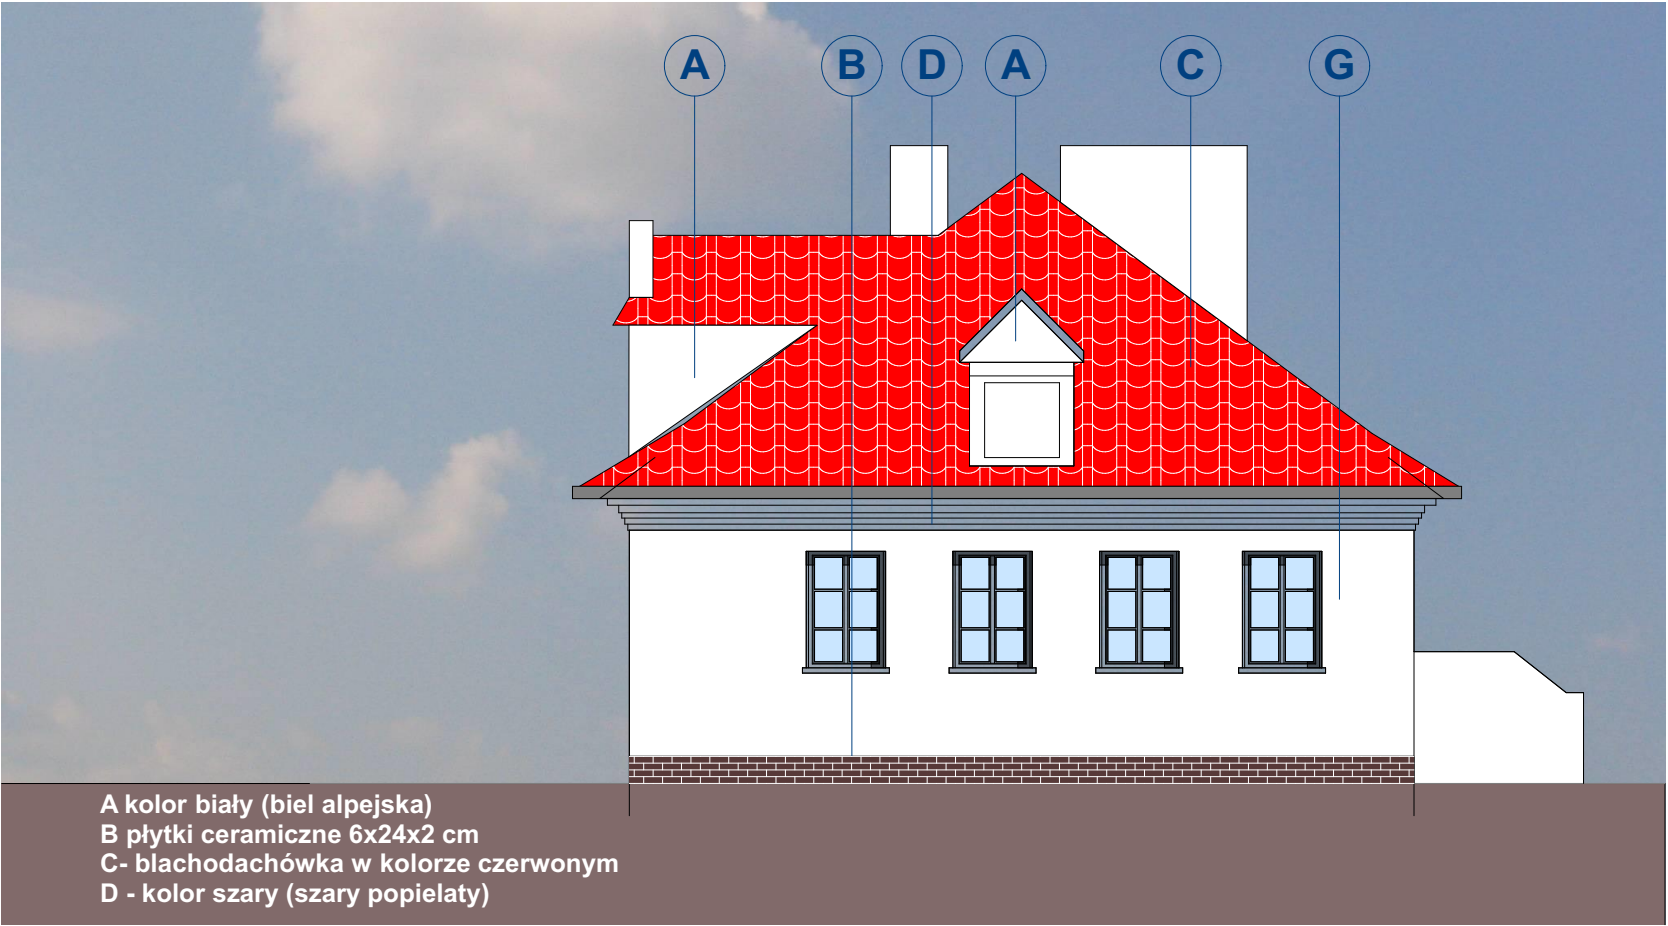 A B D A C G
A kolor biały (biel alpejska)
B płytki ceramiczne 6x24x2 cm
C- blachodachówka w kolorze czerwonym
D - kolor szary (szary popielaty)